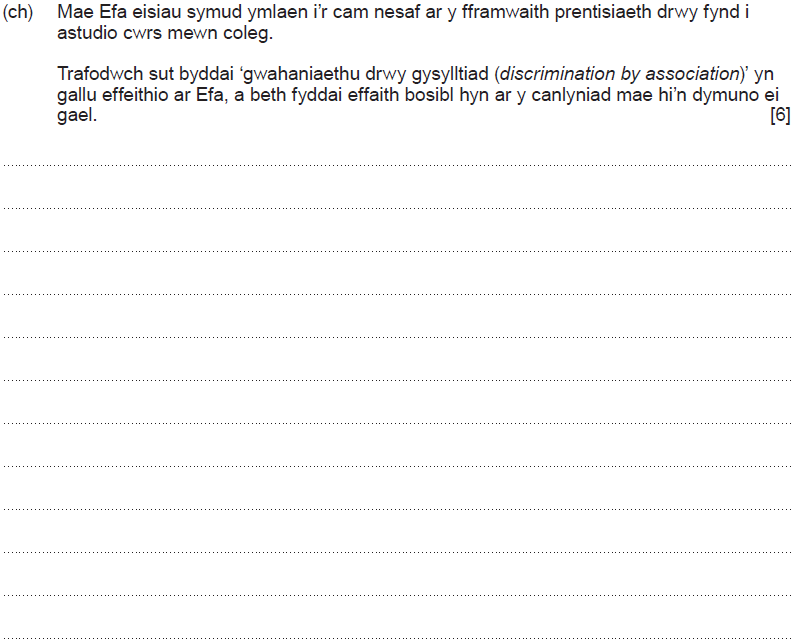 (ch) Mae Efa eisiau symud ymlaen i’r cam nesaf ar y fframwaith prentisiaeth drwy fynd i
astudio cwrs mewn coleg.
Trafodwch sut byddai ‘gwahaniaethu drwy gysylltiad (discrimination by association)’ yn
gallu effeithio ar Efa, a beth fyddai effaith bosibl hyn ar y canlyniad mae hi’n dymuno ei
gael. [6]